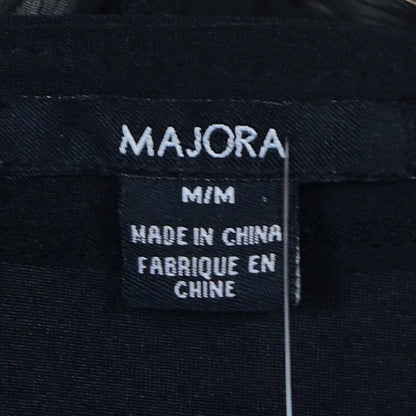 MAJORA
M/M
MADE IN CHINA
FABRIQUE EN
CHINE